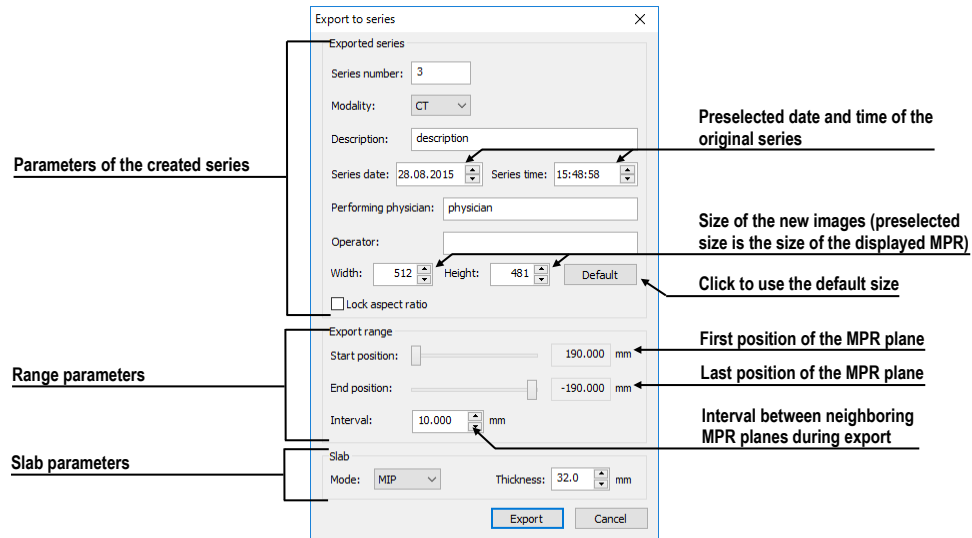 Export to series
Exported series
Series number: 3
Modality: CT
Description: description
Series date: 28.08.2015 Series time: 15:48:58
Performing physician: physician
Operator:
Width: 512 Height: 481 Default
Lock aspect ratio
Export range
Start position: 190.000 mm
End position: -190.000 mm
Interval: 10.000 mm
Slab
Mode: MIP Thickness: 32.0 mm
Export Cancel
Parameters of the created series
Range parameters
Slab parameters
Preselected date and time of the
original series
Size of the new images (preselected
size is the size of the displayed MPR)
Click to use the default size
First position of the MPR plane
Last position of the MPR plane
Interval between neighboring
MPR planes during export